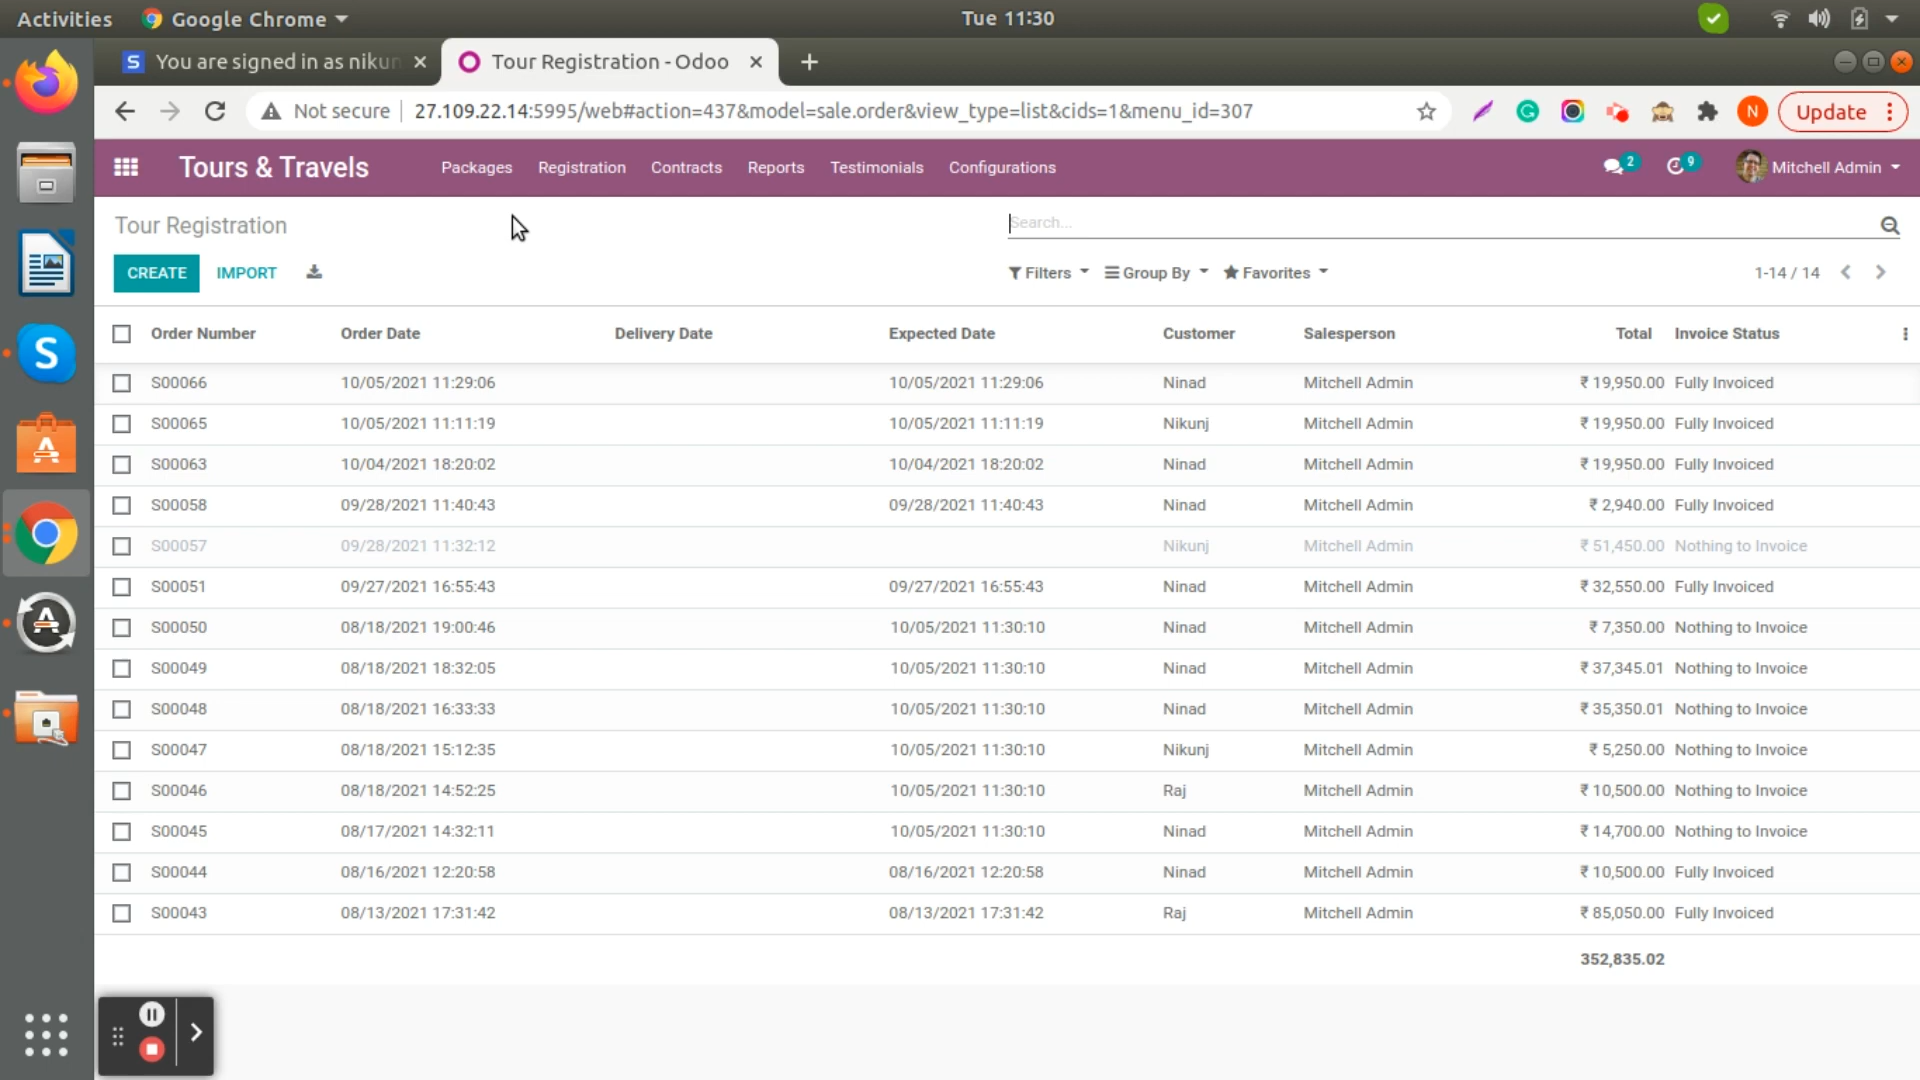 Activities Google Chrome Tue 11:30
You are signed in as nikun Tour Registration - Odoo
Not secure 27.109.22.14:5995/web#action=437&model=sale.order&view_type=list&cids=1&menu_id=307 N Update
Tours & Travels Packages Registration Contracts Reports Testimonials Configurations 2 9 Mitchell Admin
Tour Registration Search...
CREATE IMPORT Filters Group By Favorites 1-14 / 14
Order Number Order Date Delivery Date Expected Date Customer Salesperson Total Invoice Status
S00066 10/05/2021 11:29:06 10/05/2021 11:29:06 Ninad Mitchell Admin ₹ 19,950.00 Fully Invoiced
S00065 10/05/2021 11:11:19 10/05/2021 11:11:19 Nikunj Mitchell Admin ₹ 19,950.00 Fully Invoiced
S00063 10/04/2021 18:20:02 10/04/2021 18:20:02 Ninad Mitchell Admin ₹ 19,950.00 Fully Invoiced
S00058 09/28/2021 11:40:43 09/28/2021 11:40:43 Ninad Mitchell Admin ₹ 2,940.00 Fully Invoiced
S00057 09/28/2021 11:32:12 Nikunj Mitchell Admin ₹ 51,450.00 Nothing to Invoice
S00051 09/27/2021 16:55:43 09/27/2021 16:55:43 Ninad Mitchell Admin ₹ 32,550.00 Fully Invoiced
S00050 08/18/2021 19:00:46 10/05/2021 11:30:10 Ninad Mitchell Admin ₹ 7,350.00 Nothing to Invoice
S00049 08/18/2021 18:32:05 10/05/2021 11:30:10 Ninad Mitchell Admin ₹ 37,345.01 Nothing to Invoice
S00048 08/18/2021 16:33:33 10/05/2021 11:30:10 Ninad Mitchell Admin ₹ 35,350.01 Nothing to Invoice
S00047 08/18/2021 15:12:35 10/05/2021 11:30:10 Nikunj Mitchell Admin ₹ 5,250.00 Nothing to Invoice
S00046 08/18/2021 14:52:25 10/05/2021 11:30:10 Raj Mitchell Admin ₹ 10,500.00 Nothing to Invoice
S00045 08/17/2021 14:32:11 10/05/2021 11:30:10 Ninad Mitchell Admin ₹ 14,700.00 Nothing to Invoice
S00044 08/16/2021 12:20:58 08/16/2021 12:20:58 Ninad Mitchell Admin ₹ 10,500.00 Fully Invoiced
S00043 08/13/2021 17:31:42 08/13/2021 17:31:42 Raj Mitchell Admin ₹ 85,050.00 Fully Invoiced
352,835.02